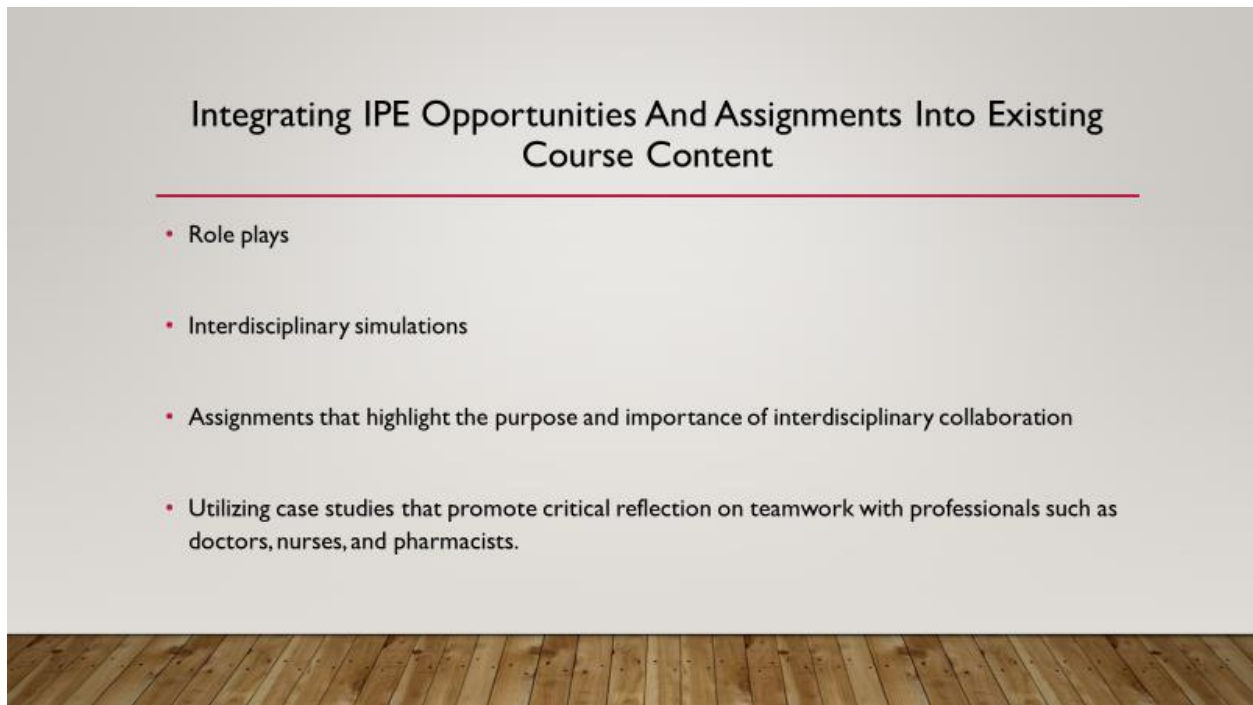 Integrating IPE Opportunities And Assignments Into Existing
Course Content
• Role plays
• Interdisciplinary simulations
• Assignments that highlight the purpose and importance of interdisciplinary collaboration
• Utilizing case studies that promote critical reflection on teamwork with professionals such as
doctors, nurses, and pharmacists.